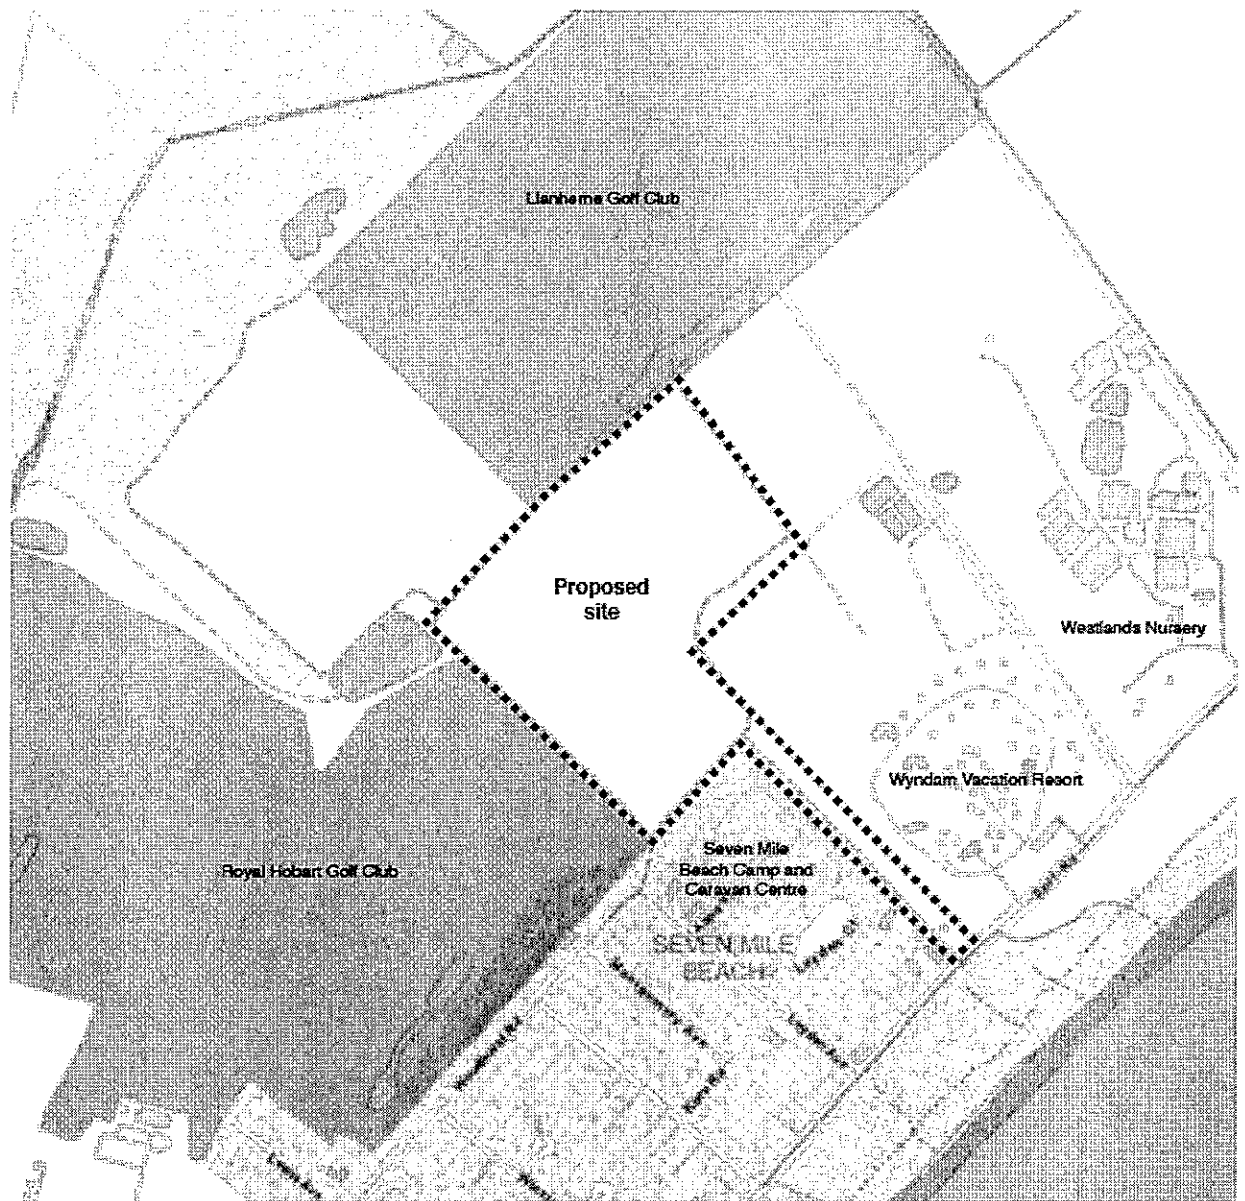 Llanherne Golf Club
Proposed
site
Westlands Nursery
Wyndam Vacation Resort
Seven Mile
Beach Camp and
Caravan Centre
Royal Hobart Golf Club
SEVEN MILE
BEACH